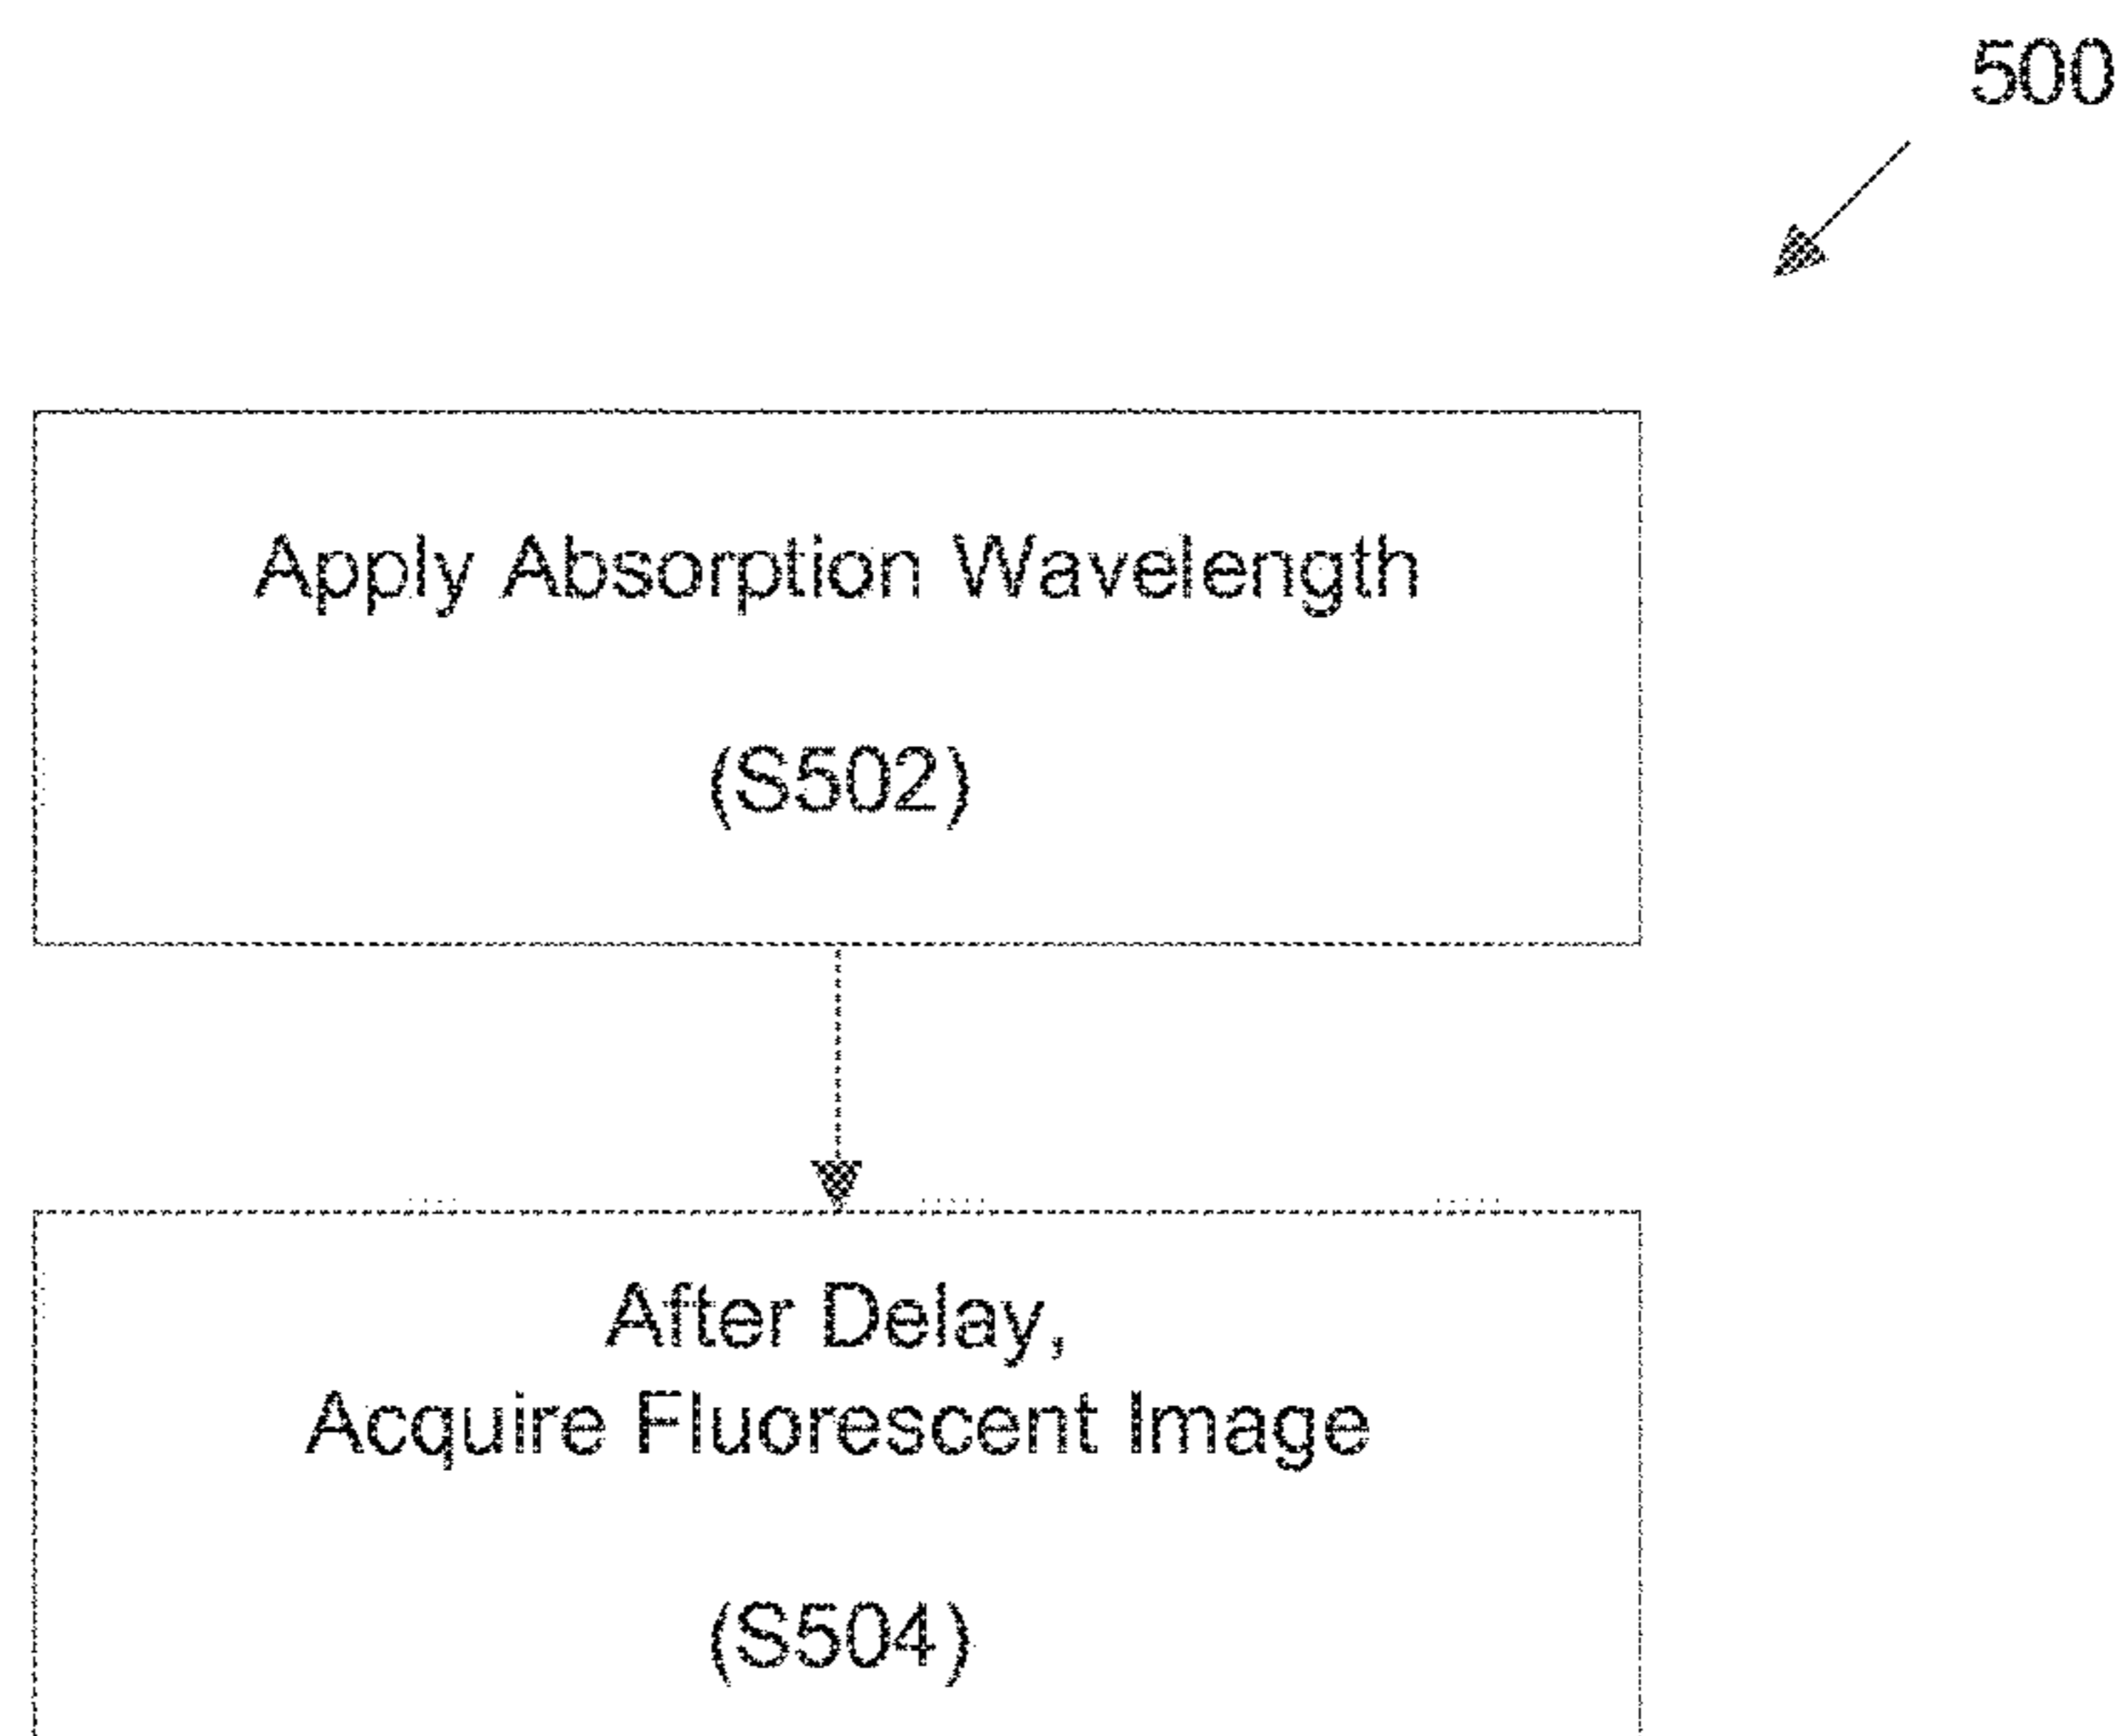 500
Apply Absorption Wavelength
(S502)
After Delay,
Acquire Fluorescent Image
(S504)